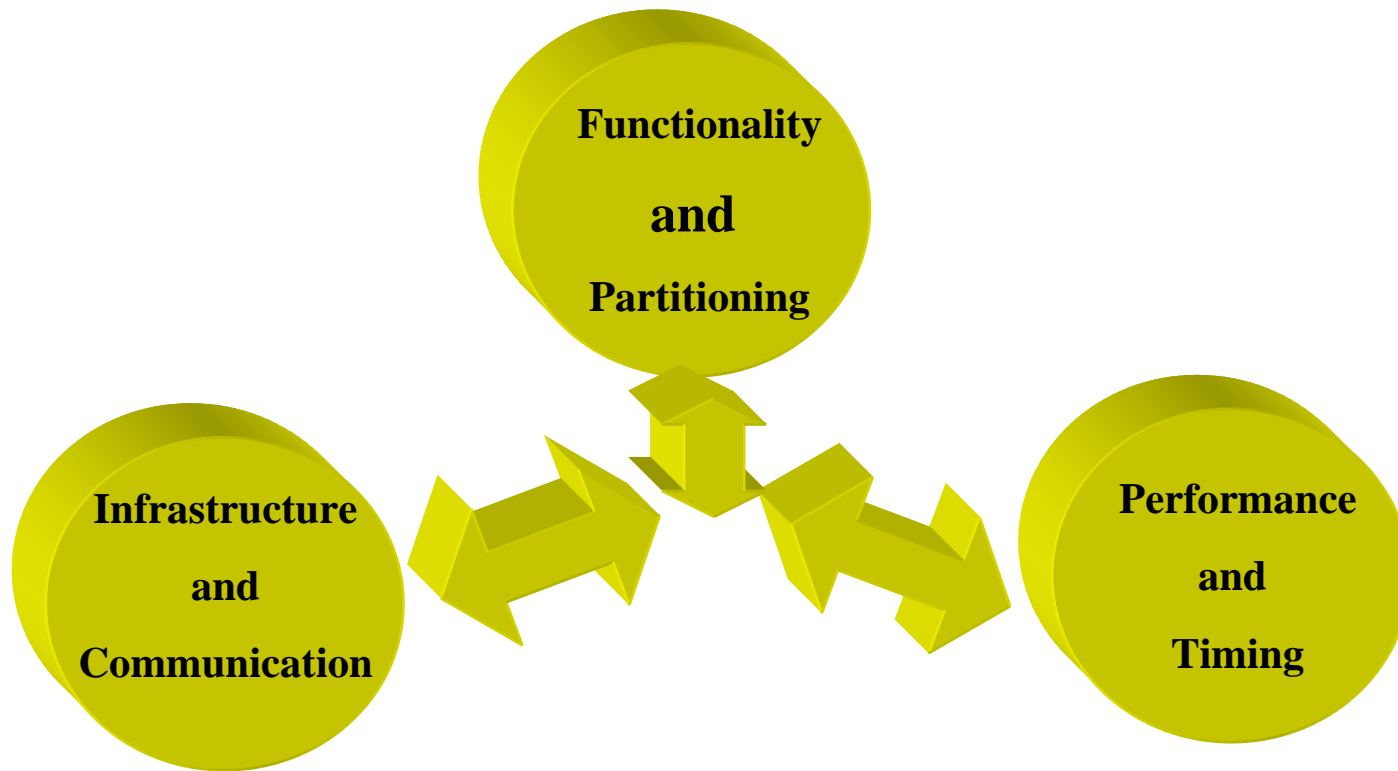 Functionality
and
Partitioning
Infrastructure
and
Communication
Performance
and
Timing